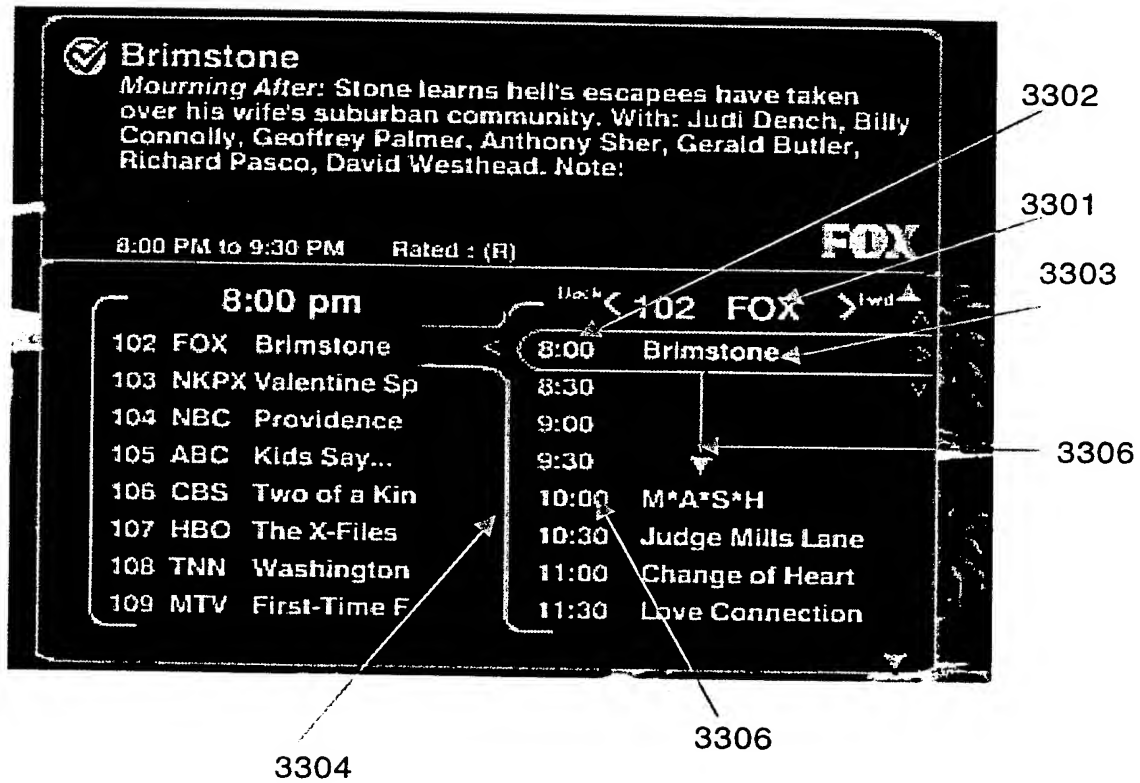 Brimstone
Mourning After: Stone learns hell's escapees have taken
over his wife's suburban community. With: Judi Dench, Billy
Connolly, Geoffrey Palmer, Anthony Sher, Gerald Butler,
Richard Pasco, David Westhead. Note:
8:00 PM to 9:30 PM Rated : (R)
FOX
8:00 pm
102 FOX Brimstone
103 NKPX Valentine Sp
104 NBC Providence
105 ABC Kids Say...
106 CBS Two of a Kin
107 HBO The X-Files
108 TNN Washington
109 MTV First-Time F
Back < 102 FOX > Fwd
8:00 Brimstone
8:30
9:00
9:30
10:00 M*A*S*H
10:30 Judge Mills Lane
11:00 Change of Heart
11:30 Love Connection
3302
3301
3303
3306
3306
3304